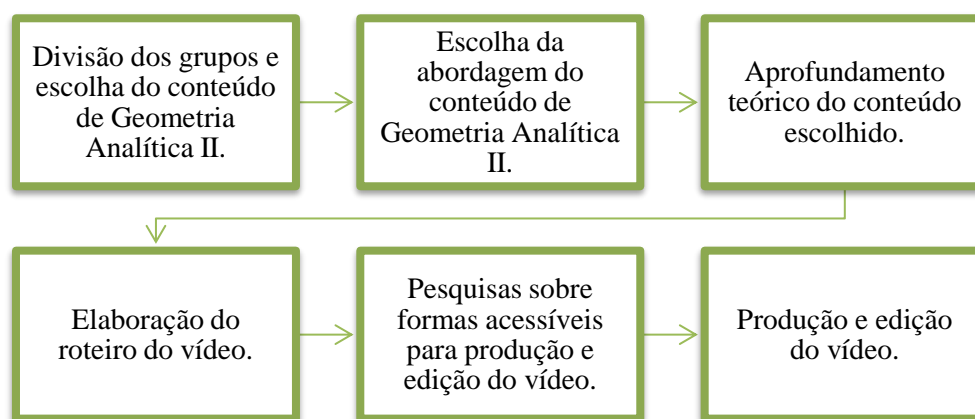 Divisão dos grupos e
escolha do conteúdo
de Geometria
Analítica II.
Escolha da
abordagem do
conteúdo de
Geometria Analítica
II.
Aprofundamento
teórico do conteúdo
escolhido.
Elaboração do
roteiro do vídeo.
Pesquisas sobre
formas acessíveis
para produção e
edição do vídeo.
Produção e edição
do vídeo.